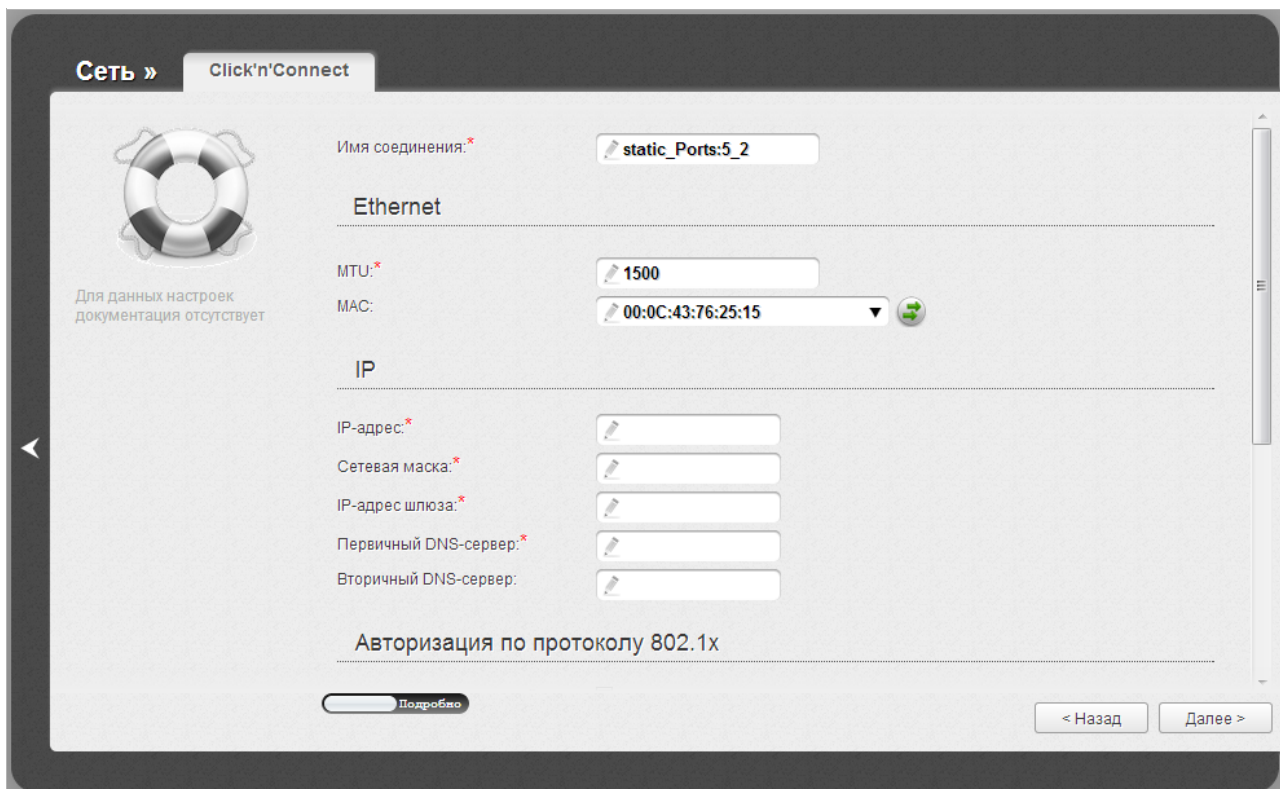 Сеть »
Click'n'Connect
Для данных настроек
документация отсутствует
Имя соединения:*
static_Ports:5_2
Ethernet
MTU:*
1500
MAC:
00:0C:43:76:25:15
IP
IP-адрес:*
Сетевая маска:*
IP-адрес шлюза:*
Первичный DNS-сервер:*
Вторичный DNS-сервер:
Авторизация по протоколу 802.1x
Подробно
< Назад
Далее >